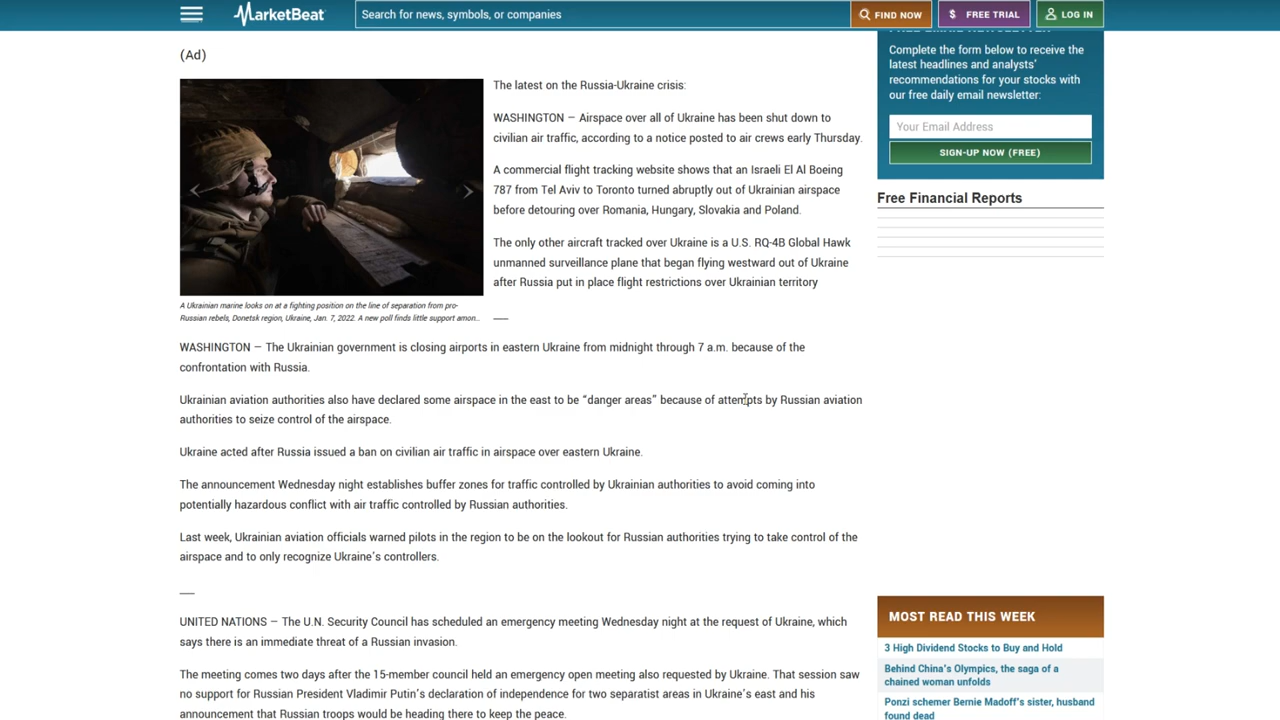 MarketBeat
Search for news, symbols, or companies
FIND NOW
$ FREE TRIAL
LOG IN
(Ad)
The latest on the Russia-Ukraine crisis:
WASHINGTON — Airspace over all of Ukraine has been shut down to
civilian air traffic, according to a notice posted to air crews early Thursday.
A commercial flight tracking website shows that an Israeli El Al Boeing
787 from Tel Aviv to Toronto turned abruptly out of Ukrainian airspace
before detouring over Romania, Hungary, Slovakia and Poland.
The only other aircraft tracked over Ukraine is a U.S. RQ-4B Global Hawk
unmanned surveillance plane that began flying westward out of Ukraine
after Russia put in place flight restrictions over Ukrainian territory
A Ukrainian marine looks on at a fighting position on the line of separation from pro-
Russian rebels, Donetsk region, Ukraine, Jan. 7, 2022. A new poll finds little support amon...
___
WASHINGTON — The Ukrainian government is closing airports in eastern Ukraine from midnight through 7 a.m. because of the
confrontation with Russia.
Ukrainian aviation authorities also have declared some airspace in the east to be “danger areas” because of attempts by Russian aviation
authorities to seize control of the airspace.
Ukraine acted after Russia issued a ban on civilian air traffic in airspace over eastern Ukraine.
The announcement Wednesday night establishes buffer zones for traffic controlled by Ukrainian authorities to avoid coming into
potentially hazardous conflict with air traffic controlled by Russian authorities.
Last week, Ukrainian aviation officials warned pilots in the region to be on the lookout for Russian authorities trying to take control of the
airspace and to only recognize Ukraine’s controllers.
___
UNITED NATIONS — The U.N. Security Council has scheduled an emergency meeting Wednesday night at the request of Ukraine, which
says there is an immediate threat of a Russian invasion.
The meeting comes two days after the 15-member council held an emergency open meeting also requested by Ukraine. That session saw
no support for Russian President Vladimir Putin’s declaration of independence for two separatist areas in Ukraine’s east and his
announcement that Russian troops would be heading there to keep the peace.
FREE EMAIL NEWSLETTER
Complete the form below to receive the
latest headlines and analysts'
recommendations for your stocks with
our free daily email newsletter:
Your Email Address
SIGN-UP NOW (FREE)
Free Financial Reports
MOST READ THIS WEEK
3 High Dividend Stocks to Buy and Hold
Behind China's Olympics, the saga of a
chained woman unfolds
Ponzi schemer Bernie Madoff's sister, husband
found dead